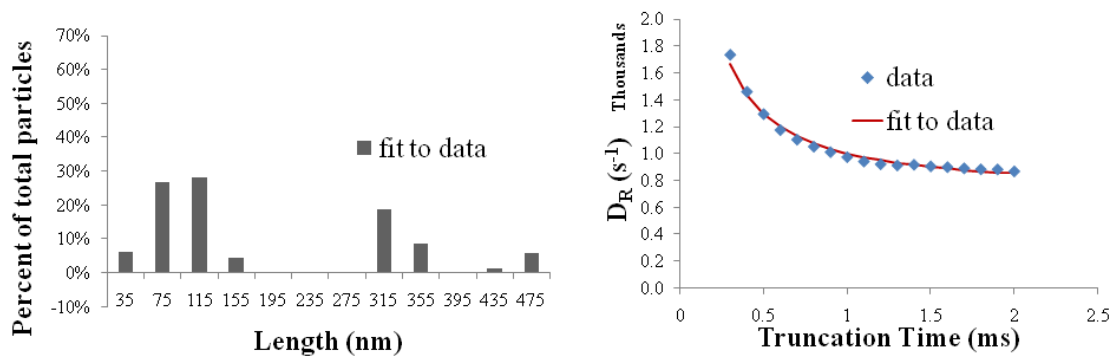 70%
60%
50%
40%
30%
20%
10%
0%
-10%
Percent of total particles
fit to data
35 75 115 155 195 235 275 315 355 395 435 475
Length (nm)
2.0
1.8
1.6
1.4
1.2
1.0
0.8
0.6
0.4
0.2
0.0
D_R (s⁻¹)
Thousands
data
fit to data
0 0.5 1 1.5 2 2.5
Truncation Time (ms)